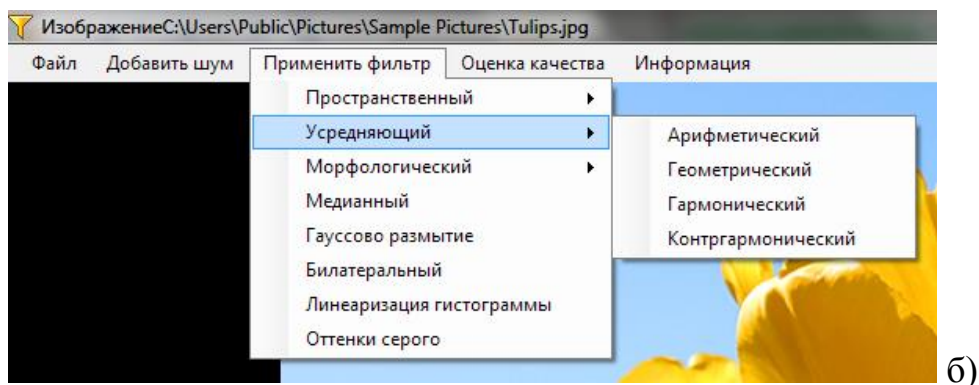 ИзображениеC:\Users\Public\Pictures\Sample Pictures\Tulips.jpg
Файл Добавить шум Применить фильтр Оценка качества Информация
Пространственный
Усредняющий
Морфологический
Медианный
Гауссово размытие
Билатеральный
Линеаризация гистограммы
Оттенки серого
Арифметический
Геометрический
Гармонический
Контргармонический
б)